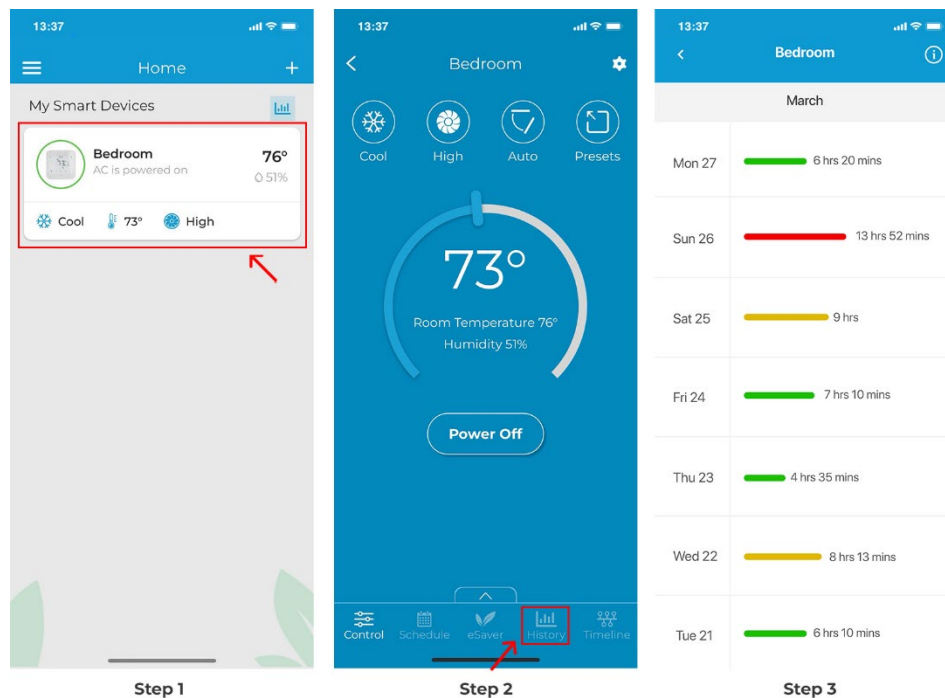 13:37
Home
My Smart Devices
Bedroom
76°
AC is powered on
51%
Cool
73°
High
Step 1
13:37
Bedroom
Cool
High
Auto
Presets
73°
Room Temperature 76°
Humidity 51%
Power Off
Control
Schedule
eSaver
History
Timeline
Step 2
13:37
Bedroom
March
Mon 27 6 hrs 20 mins
Sun 26 13 hrs 52 mins
Sat 25 9 hrs
Fri 24 7 hrs 10 mins
Thu 23 4 hrs 35 mins
Wed 22 8 hrs 13 mins
Tue 21 6 hrs 10 mins
Step 3